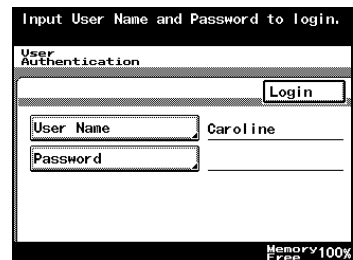 Input User Name and Password to login.
User
Authentication
Login
User Name Caroline
Password
Memory 100%
Free